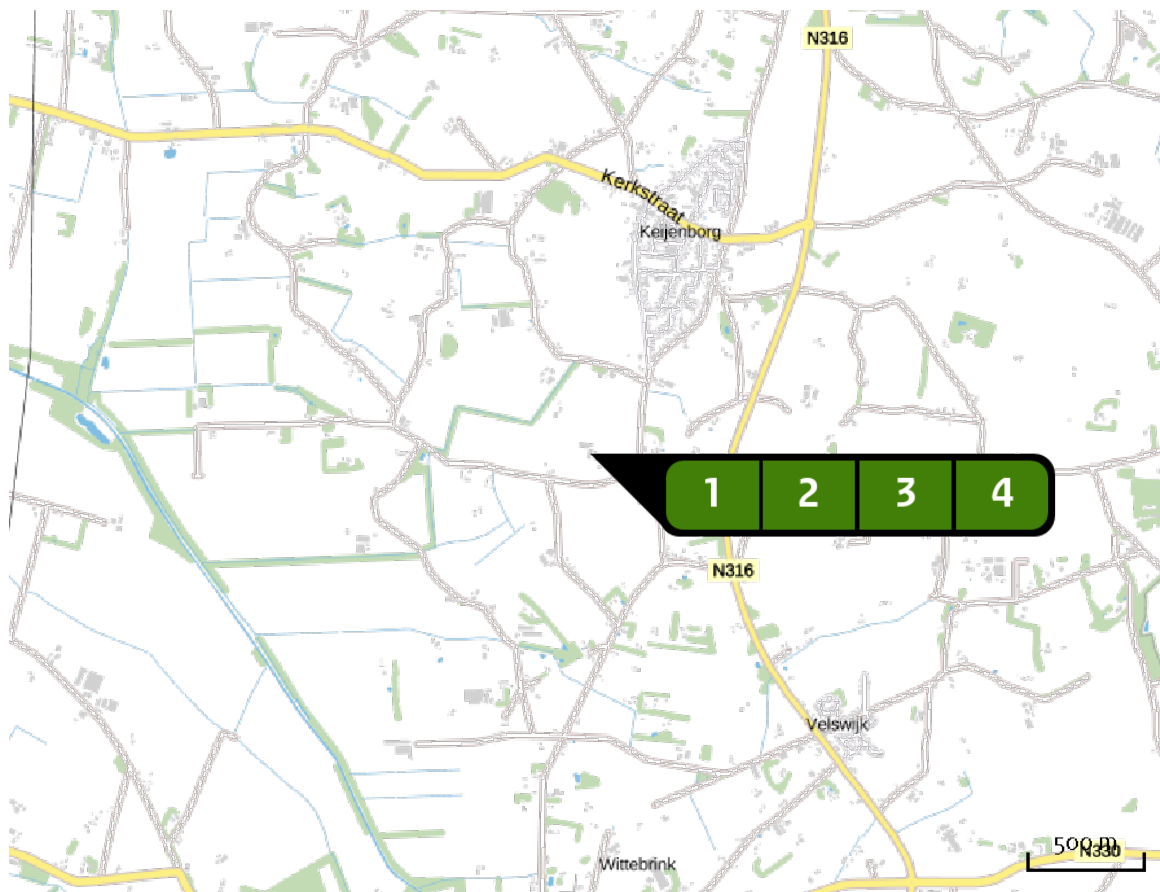 N316
Kerkstraat
Keijenborg
1 2 3 4
N316
Velswijk
500 m
N330
Wittebrink